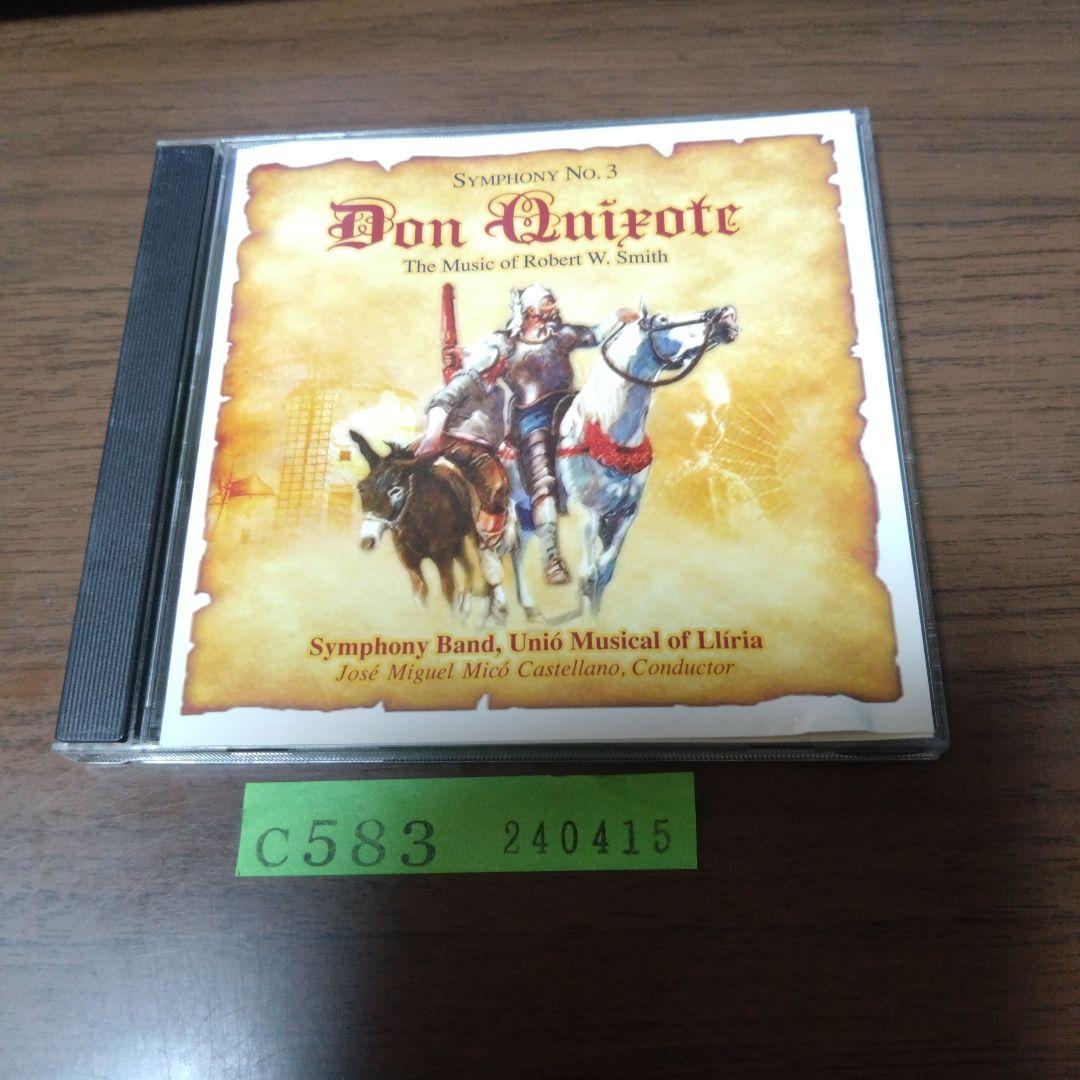 SYMPHONY NO. 3
Don Quixote
The Music of Robert W. Smith
Symphony Band, Unió Musical of Llíria
José Miguel Micó Castellano, Conductor
C583 240415